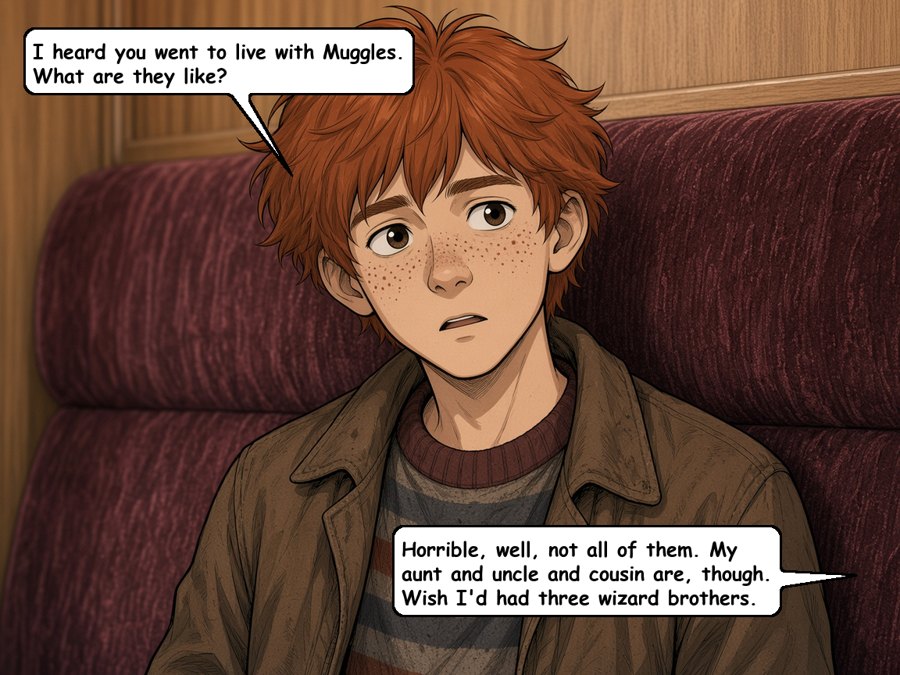 I heard you went to live with Muggles.
What are they like?
Horrible, well, not all of them. My
aunt and uncle and cousin are, though.
Wish I'd had three wizard brothers.